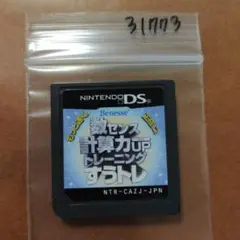 31773
NINTENDO DS
Benesse
数センス
計算力UP
トレーニング
すうトレ
NTR-CAZJ-JPN